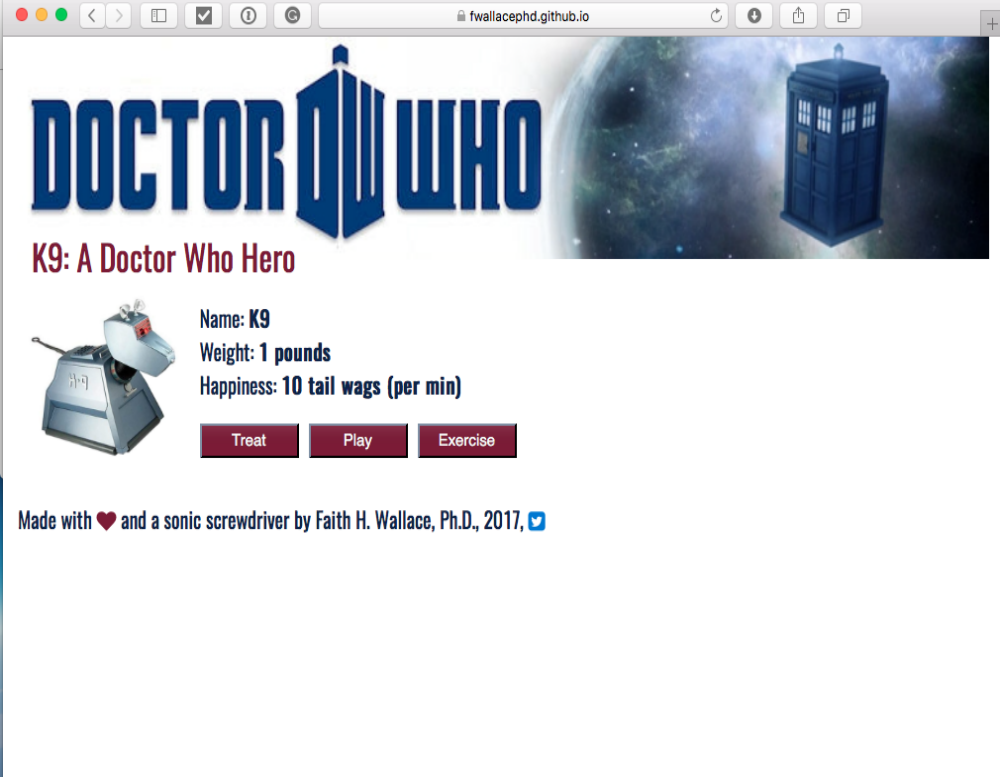 fwallacephd.github.io
DOCTOR DW WHO
K9: A Doctor Who Hero
Name: K9
Weight: 1 pounds
Happiness: 10 tail wags (per min)
Treat Play Exercise
Made with ♥ and a sonic screwdriver by Faith H. Wallace, Ph.D., 2017,